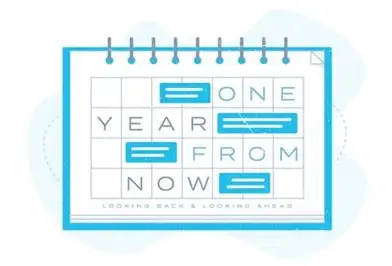 ONE
YEAR
FROM
NOW
LOOKING BACK & LOOKING AHEAD